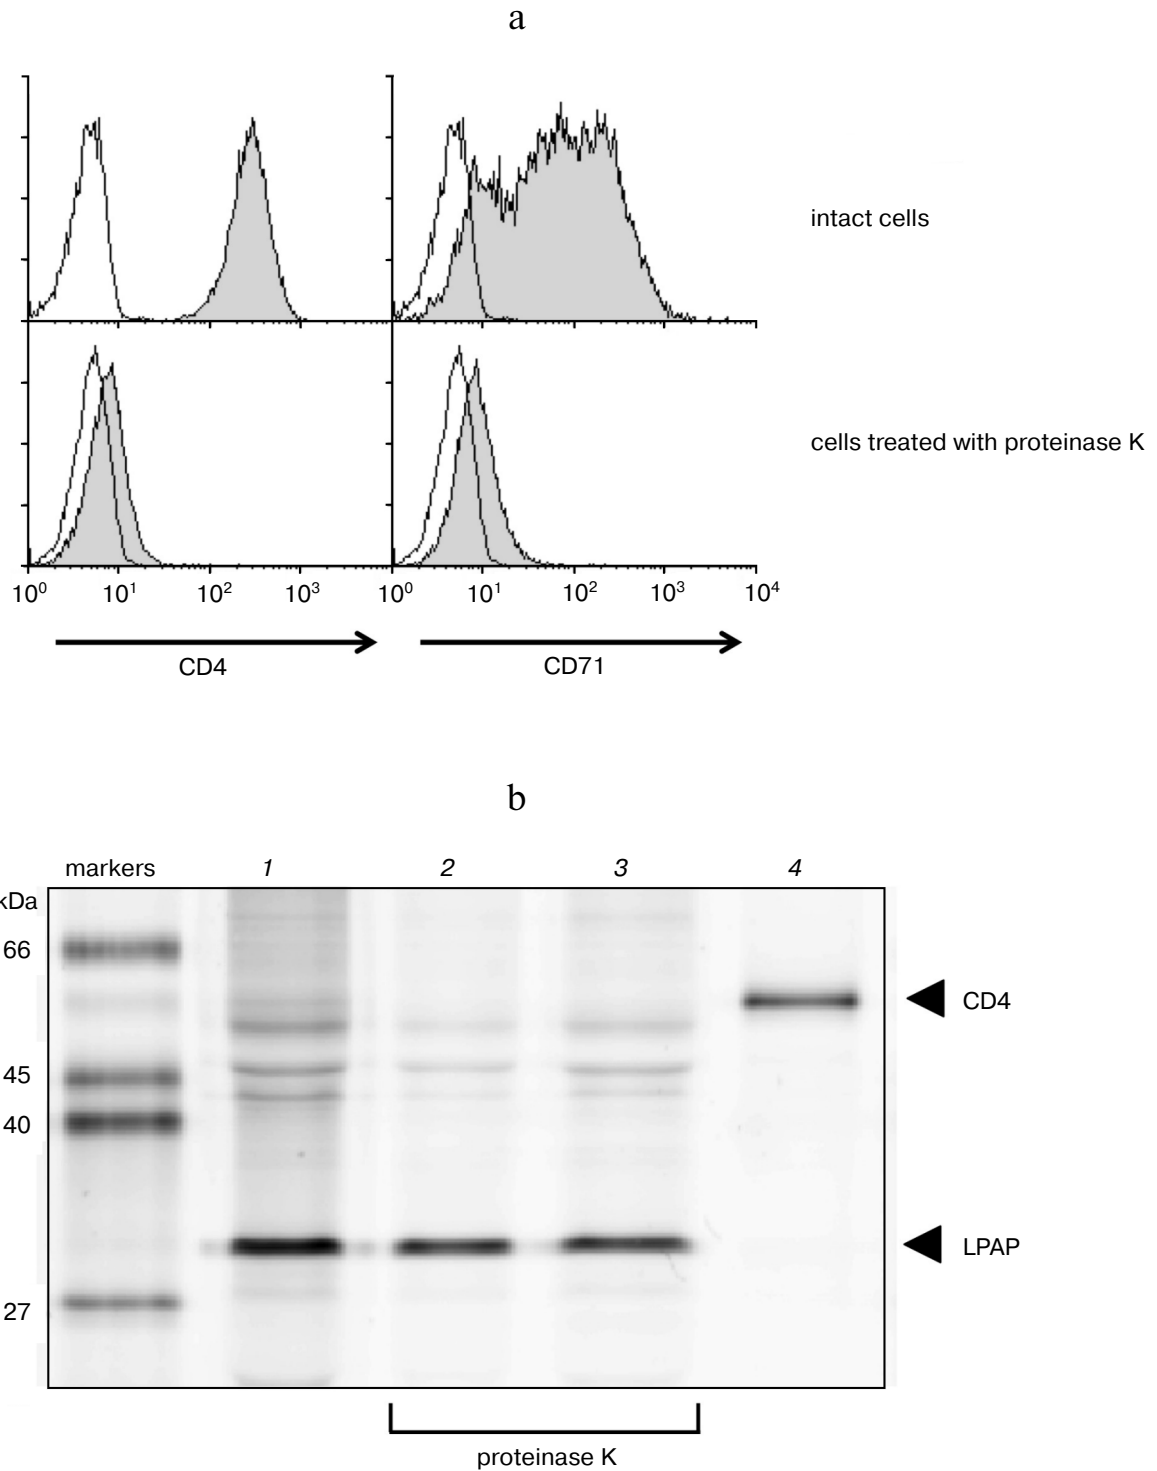 a
intact cells
cells treated with proteinase K
10⁰ 10¹ 10² 10³ 10⁰ 10¹ 10² 10³ 10⁴
CD4 CD71
b
markers 1 2 3 4
kDa
66
CD4
45
40
LPAP
27
proteinase K